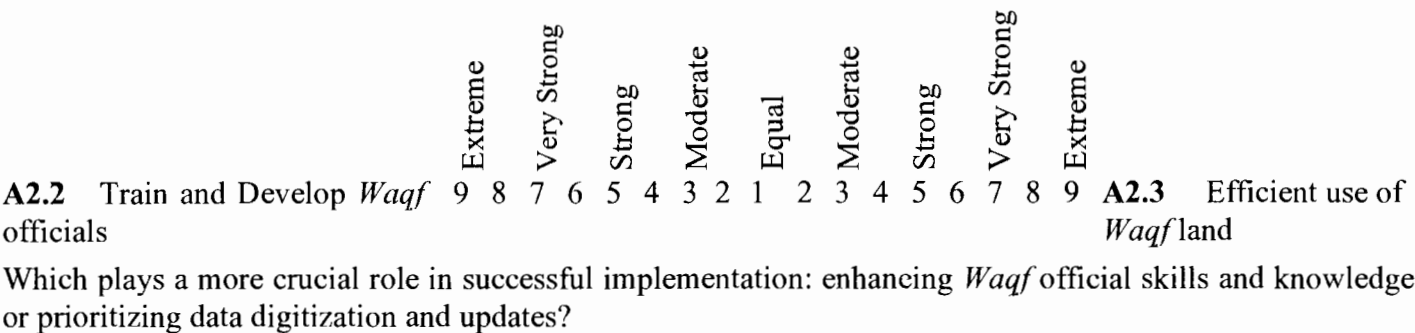 Extreme Very Strong Strong Moderate Equal Moderate Strong Very Strong Extreme
A2.2 Train and Develop Waqf 9 8 7 6 5 4 3 2 1 2 3 4 5 6 7 8 9 A2.3 Efficient use of
officials Waqf land
Which plays a more crucial role in successful implementation: enhancing Waqf official skills and knowledge
or prioritizing data digitization and updates?